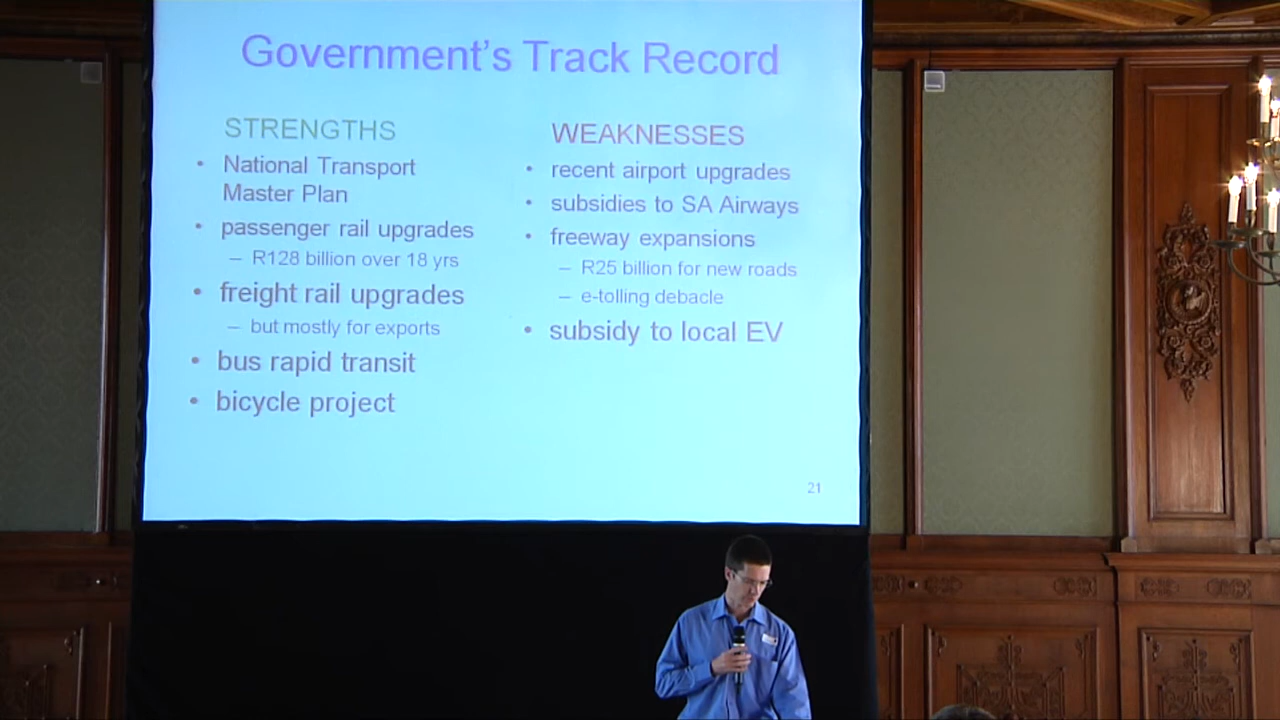 Government's Track Record
STRENGTHS
• National Transport
Master Plan
• passenger rail upgrades
– R128 billion over 18 yrs
• freight rail upgrades
– but mostly for exports
• bus rapid transit
• bicycle project
WEAKNESSES
• recent airport upgrades
• subsidies to SA Airways
• freeway expansions
– R25 billion for new roads
– e-tolling debacle
• subsidy to local EV
21